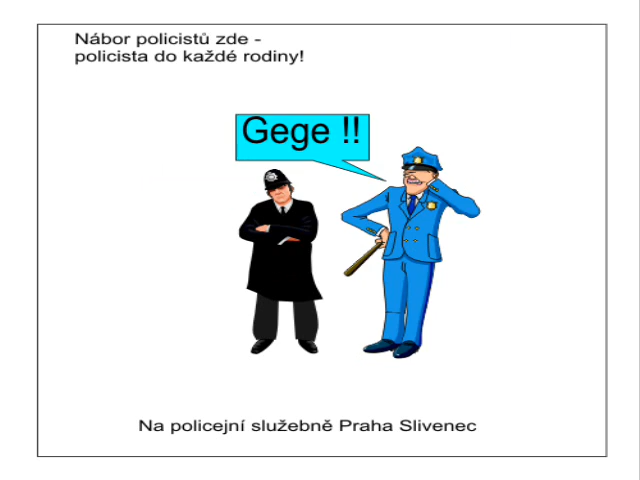 Nábor policistů zde -
policista do každé rodiny!
Gege !!
Na policejní služebně Praha Slivenec